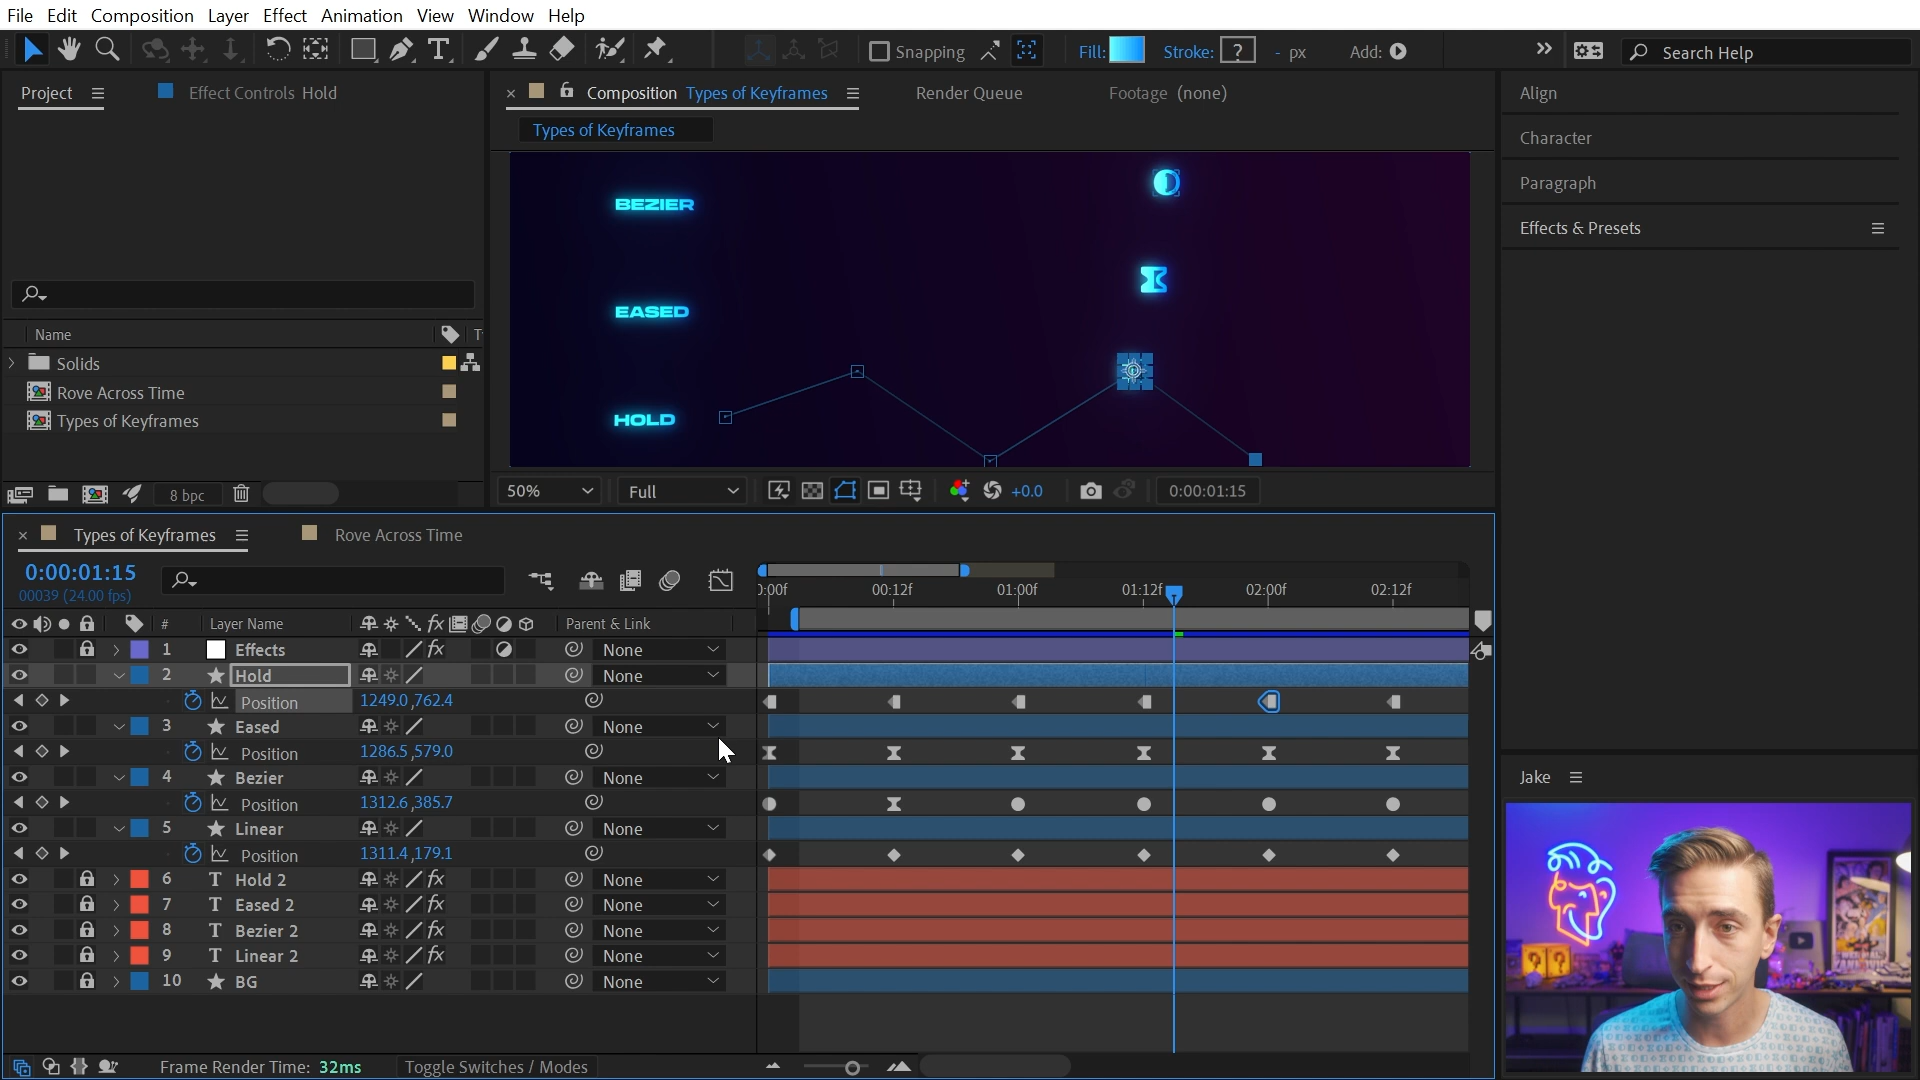 File Edit Composition Layer Effect Animation View Window Help
Snapping Fill: Stroke: ? - px Add: Search Help
Project Effect Controls Hold
Composition Types of Keyframes Render Queue Footage (none)
Types of Keyframes
BEZIER
EASED
HOLD
Align
Character
Paragraph
Effects & Presets
Name
Solids
Rove Across Time
Types of Keyframes
8 bpc
50% Full +0.0 0:00:01:15
Types of Keyframes Rove Across Time
0:00:01:15
00039 (24.00 fps)
00:12f 01:00f 01:12f 02:00f 02:12f
# Layer Name fx Parent & Link
1 Effects fx None
2 Hold None
Position 1249.0,762.4
3 Eased None
Position 1286.5,579.0
4 Bezier None
Position 1312.6,385.7
5 Linear None
Position 1311.4,179.1
6 T Hold 2 fx None
7 T Eased 2 fx None
8 T Bezier 2 fx None
9 T Linear 2 fx None
10 BG None
Frame Render Time: 32ms Toggle Switches / Modes
Jake